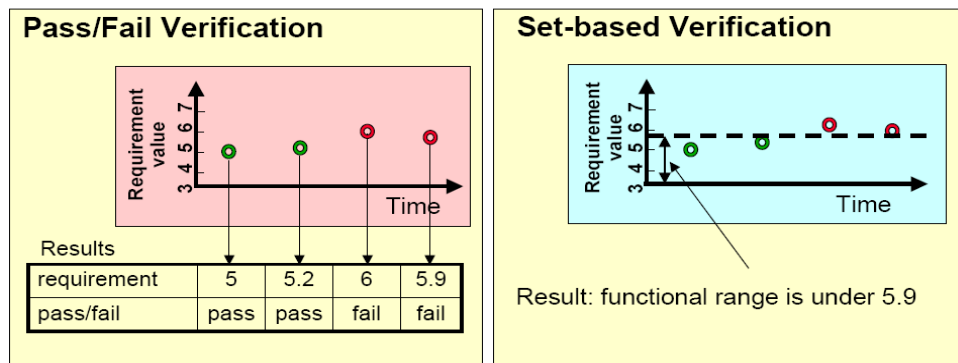 Pass/Fail Verification
Requirement
value
3 4 5 6 7
Time
Results
requirement 5 5.2 6 5.9
pass/fail pass pass fail fail
Set-based Verification
Requirement
value
3 4 5 6 7
Time
Result: functional range is under 5.9